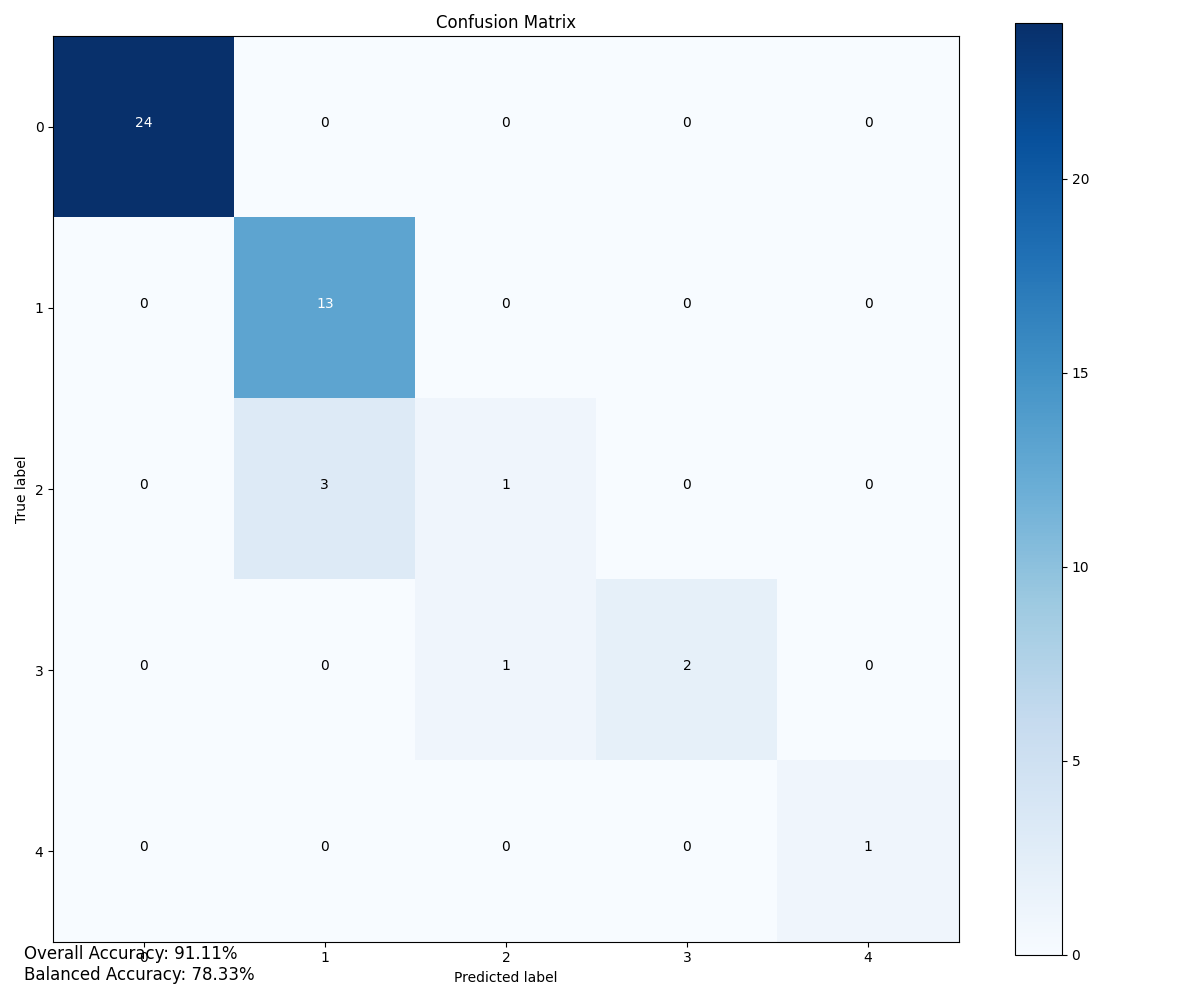 Confusion Matrix
0 24 0 0 0 0
1 0 13 0 0 0
2 0 3 1 0 0
3 0 0 1 2 0
4 0 0 0 0 1
True label
0 1 2 3 4
Predicted label
Overall Accuracy: 91.11%
Balanced Accuracy: 78.33%
20
15
10
5
0